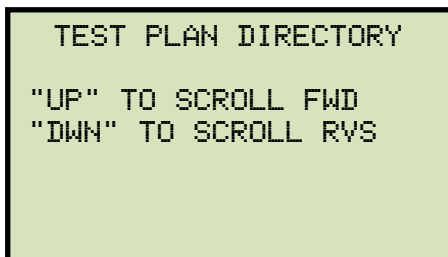 TEST PLAN DIRECTORY
"UP" TO SCROLL FWD
"DWN" TO SCROLL RVS